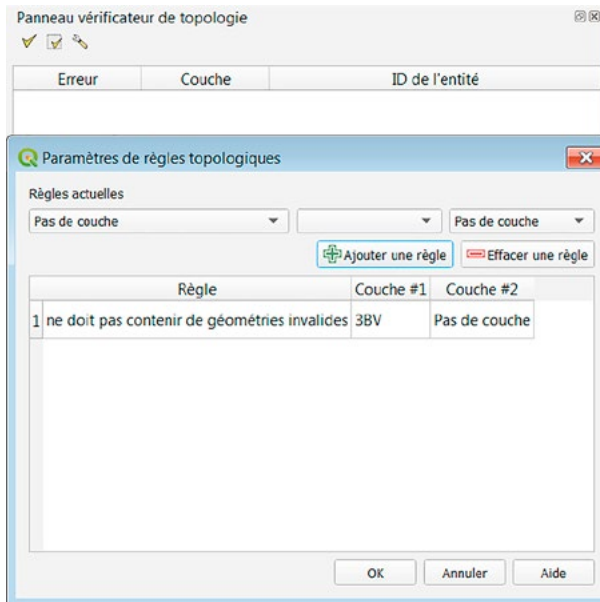 Panneau vérificateur de topologie
Erreur Couche ID de l'entité
Paramètres de règles topologiques
Règles actuelles
Pas de couche Pas de couche
Ajouter une règle Effacer une règle
Règle Couche #1 Couche #2
1 ne doit pas contenir de géométries invalides 3BV Pas de couche
OK Annuler Aide